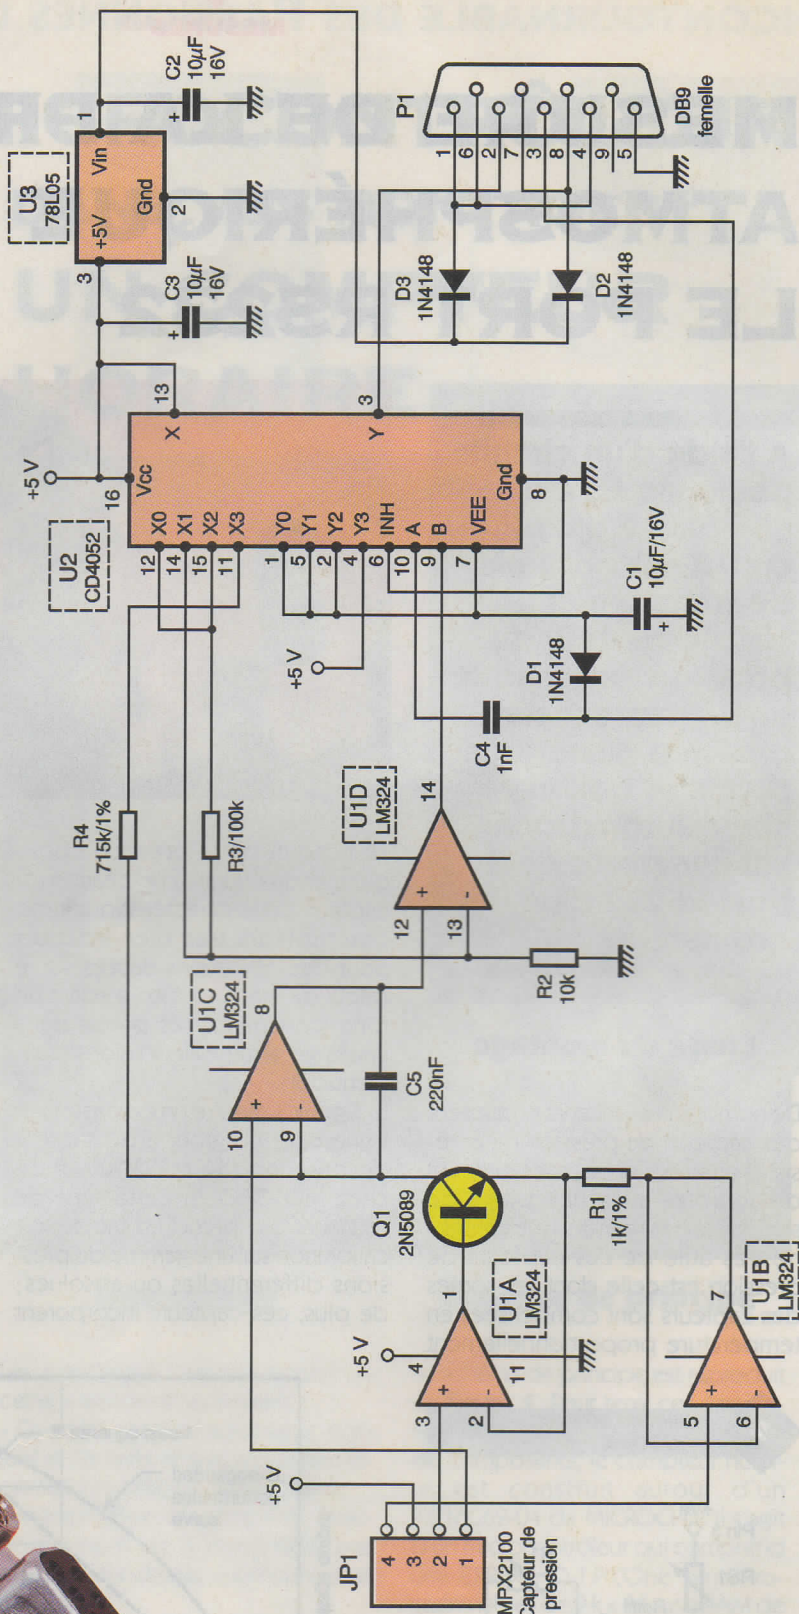 U3
78L05
1
Vin
Gnd
2
+5V
3
C2
10µF
16V
+
C3
10µF
16V
+
P1
1
6
2
7
3
8
4
9
5
DB9
femelle
D3
1N4148
D2
1N4148
+5 V
U2
CD4052
16
Vcc
13
X
3
Y
12
X0
14
X1
15
X2
11
X3
1
Y0
5
Y1
2
Y2
4
Y3
6
INH
10
A
9
B
7
VEE
Gnd
8
+5 V
C1
10µF/16V
+
D1
1N4148
C4
1nF
R4
715k/1%
R3/100k
U1D
LM324
14
12
+
13
-
R2
10k
U1C
LM324
8
10
+
9
-
C5
220nF
Q1
2N5089
R1
1k/1%
U1A
LM324
1
+5 V
4
11
3
+
2
-
U1B
LM324
7
5
+
6
-
+5 V
JP1
4
3
2
1
MPX2100
Capteur de
pression